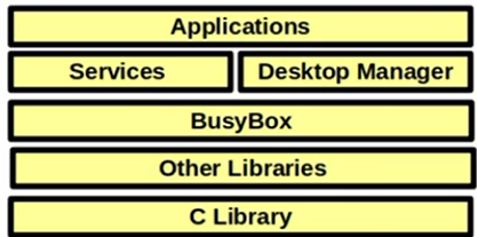 Applications
Services Desktop Manager
BusyBox
Other Libraries
C Library